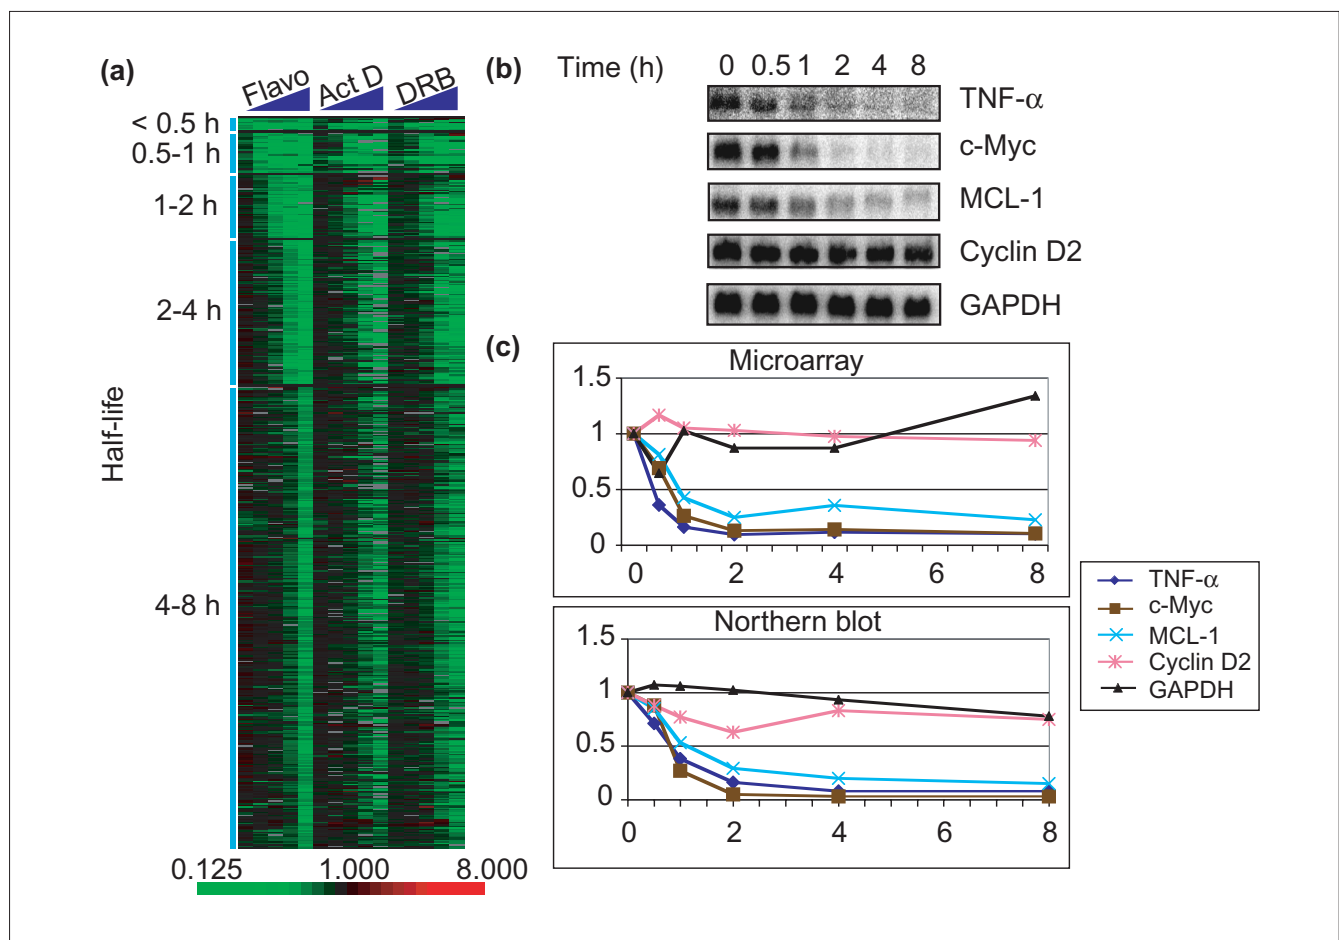 (a)
Flavo Act D DRB
< 0.5 h
0.5-1 h
1-2 h
2-4 h
4-8 h
Half-life
0.125 1.000 8.000
(b)
Time (h) 0 0.5 1 2 4 8
TNF-α
c-Myc
MCL-1
Cyclin D2
GAPDH
(c)
Microarray
1.5
1
0.5
0
0 2 4 6 8
Northern blot
1.5
1
0.5
0
0 2 4 6 8
TNF-α
c-Myc
MCL-1
Cyclin D2
GAPDH